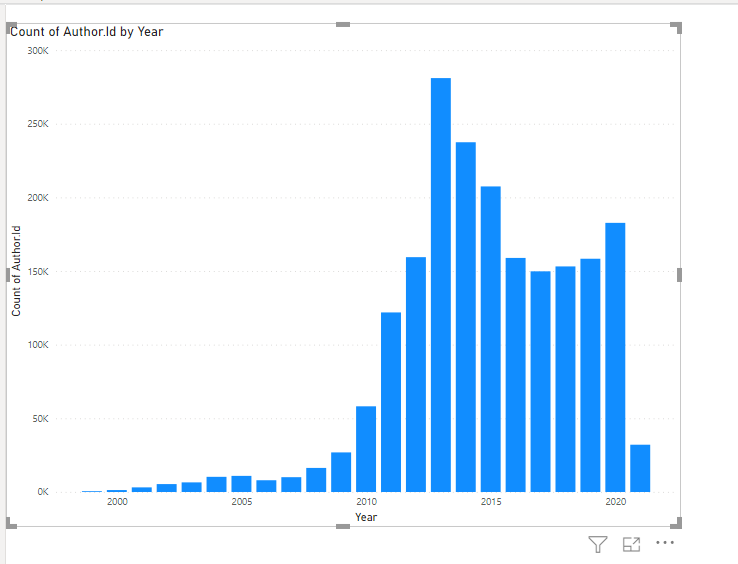 Count of Author.Id by Year
300K
250K
200K
150K
100K
50K
0K
Count of Author.Id
2000
2005
2010
2015
2020
Year